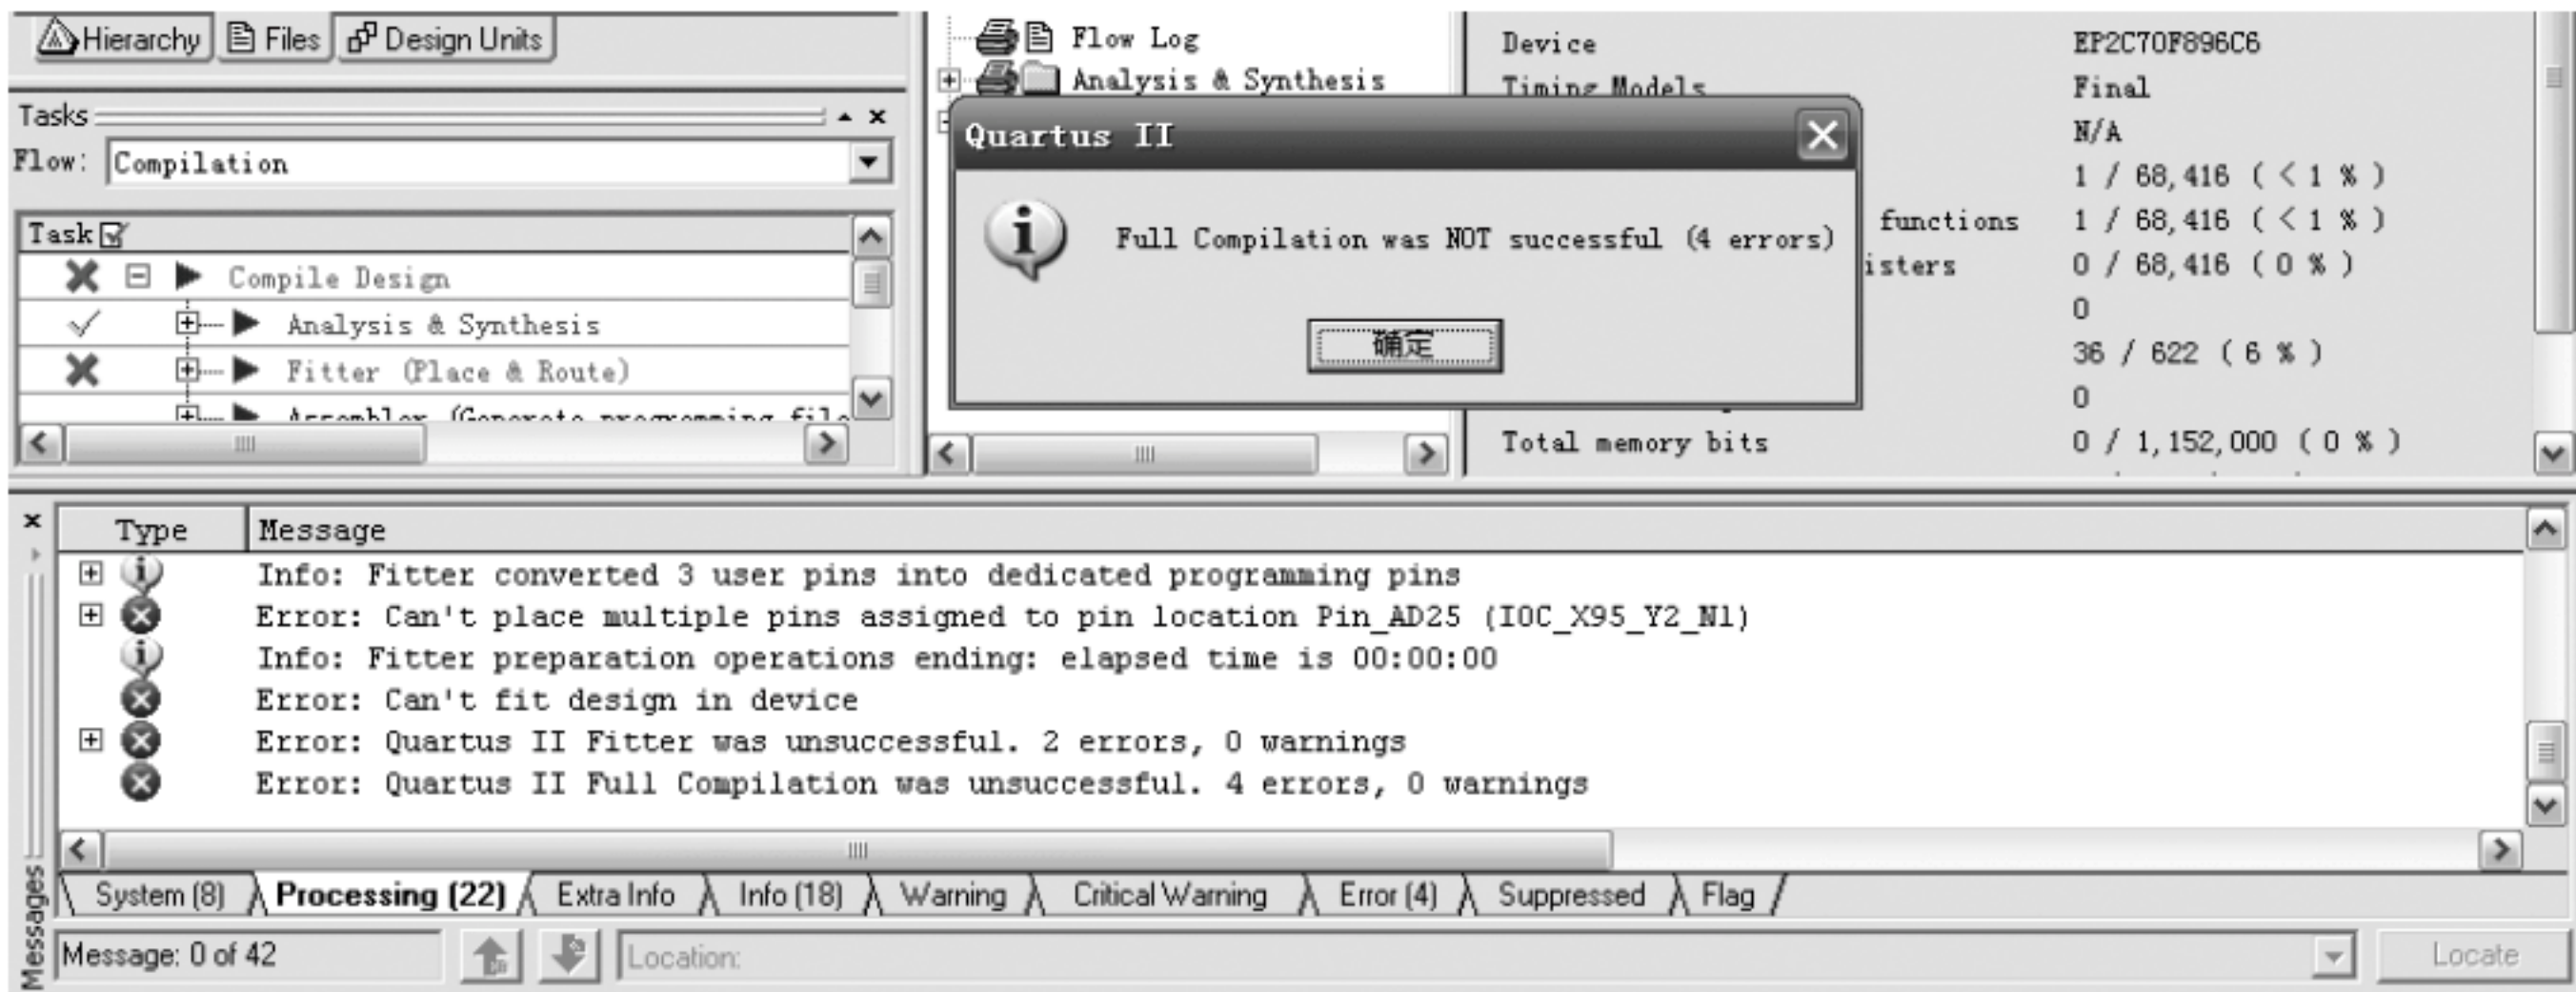 Hierarchy Files Design Units
Tasks
Flow: Compilation
Task
Compile Design
Analysis & Synthesis
Fitter (Place & Route)
Assembler (Generate programming file
Flow Log
Analysis & Synthesis
Device EP2C70F896C6
Timing Models Final
N/A
1 / 68,416 ( < 1 % )
functions 1 / 68,416 ( < 1 % )
isters 0 / 68,416 ( 0 % )
0
36 / 622 ( 6 % )
0
Total memory bits 0 / 1,152,000 ( 0 % )
Quartus II
Full Compilation was NOT successful (4 errors)
确定
Type Message
Info: Fitter converted 3 user pins into dedicated programming pins
Error: Can't place multiple pins assigned to pin location Pin_AD25 (IOC_X95_Y2_N1)
Info: Fitter preparation operations ending: elapsed time is 00:00:00
Error: Can't fit design in device
Error: Quartus II Fitter was unsuccessful. 2 errors, 0 warnings
Error: Quartus II Full Compilation was unsuccessful. 4 errors, 0 warnings
System (8) Processing (22) Extra Info Info (18) Warning Critical Warning Error (4) Suppressed Flag
Messages
Message: 0 of 42 Location: Locate